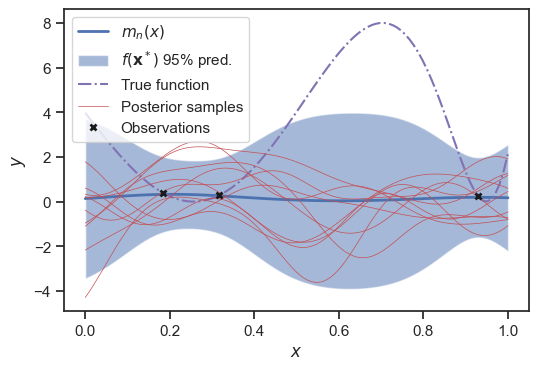 8
6
4
2
0
−2
−4
y
m_n(x)
f(x*) 95% pred.
True function
Posterior samples
Observations
0.0 0.2 0.4 0.6 0.8 1.0
x